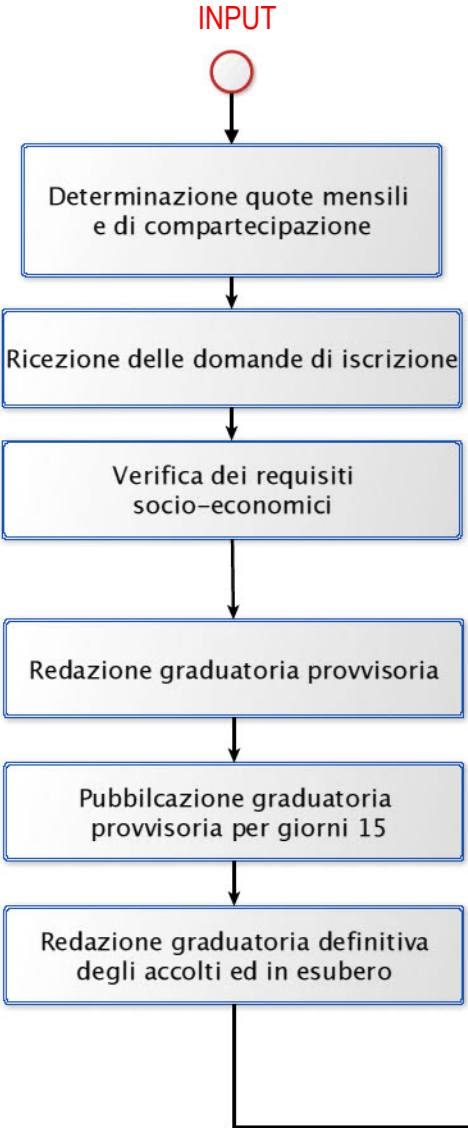 INPUT
Determinazione quote mensili
e di compartecipazione
Ricezione delle domande di iscrizione
Verifica dei requisiti
socio-economici
Redazione graduatoria provvisoria
Pubbilcazione graduatoria
provvisoria per giorni 15
Redazione graduatoria definitiva
degli accolti ed in esubero